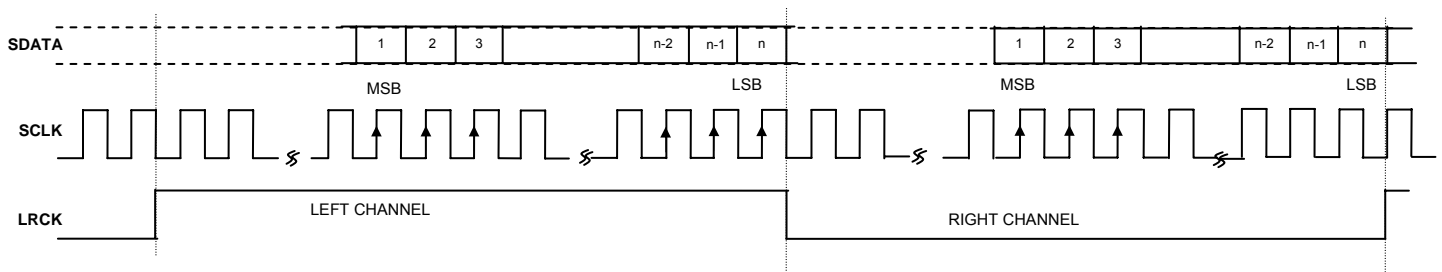 SDATA 1 2 3 n-2 n-1 n 1 2 3 n-2 n-1 n
MSB LSB MSB LSB
SCLK
LEFT CHANNEL RIGHT CHANNEL
LRCK